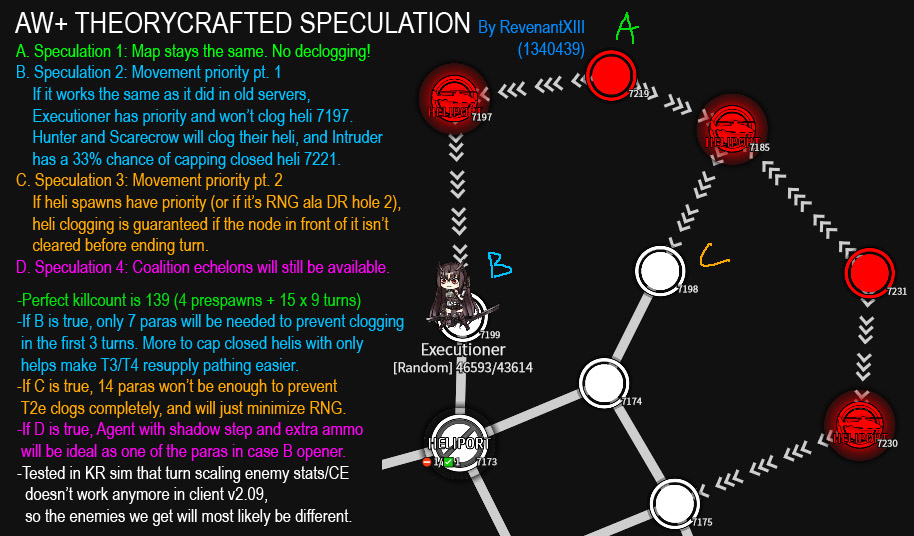 AW+ THEORYCRAFTED SPECULATION By RevenantXIII
(1340439)
A. Speculation 1: Map stays the same. No declogging!
B. Speculation 2: Movement priority pt. 1
If it works the same as it did in old servers,
Executioner has priority and won't clog heli 7197.
Hunter and Scarecrow will clog their heli, and Intruder
has a 33% chance of capping closed heli 7221.
C. Speculation 3: Movement priority pt. 2
If heli spawns have priority (or if it's RNG ala DR hole 2),
heli clogging is guaranteed if the node in front of it isn't
cleared before ending turn.
D. Speculation 4: Coalition echelons will still be available.
-Perfect killcount is 139 (4 prespawns + 15 x 9 turns)
-If B is true, only 7 paras will be needed to prevent clogging
in the first 3 turns. More to cap closed helis with only
helps make T3/T4 resupply pathing easier.
-If C is true, 14 paras won't be enough to prevent
T2e clogs completely, and will just minimize RNG.
-If D is true, Agent with shadow step and extra ammo
will be ideal as one of the paras in case B opener.
-Tested in KR sim that turn scaling enemy stats/CE
doesn't work anymore in client v2.09,
so the enemies we get will most likely be different.
A
7219
HELIPORT
7197
HELIPORT
7185
B
C
7198
7231
7199
Executioner
[Random] 46593/43614
7174
HELIPORT
7230
HELIPORT
7173
7175